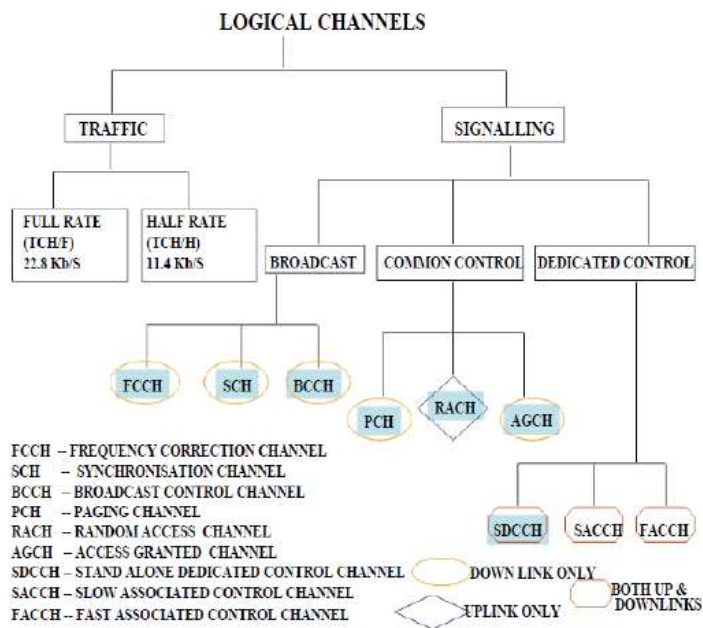 LOGICAL CHANNELS
TRAFFIC
SIGNALLING
FULL RATE
(TCH/F)
22.8 Kb/S
HALF RATE
(TCH/H)
11.4 Kb/S
BROADCAST
COMMON CONTROL
DEDICATED CONTROL
FCCH
SCH
BCCH
PCH
RACH
AGCH
SDCCH
SACCH
FACCH
FCCH -- FREQUENCY CORRECTION CHANNEL
SCH -- SYNCHRONISATION CHANNEL
BCCH -- BROADCAST CONTROL CHANNEL
PCH -- PAGING CHANNEL
RACH -- RANDOM ACCESS CHANNEL
AGCH -- ACCESS GRANTED CHANNEL
SDCCH -- STAND ALONE DEDICATED CONTROL CHANNEL
SACCH -- SLOW ASSOCIATED CONTROL CHANNEL
FACCH -- FAST ASSOCIATED CONTROL CHANNEL
DOWN LINK ONLY
UPLINK ONLY
BOTH UP &
DOWNLINKS